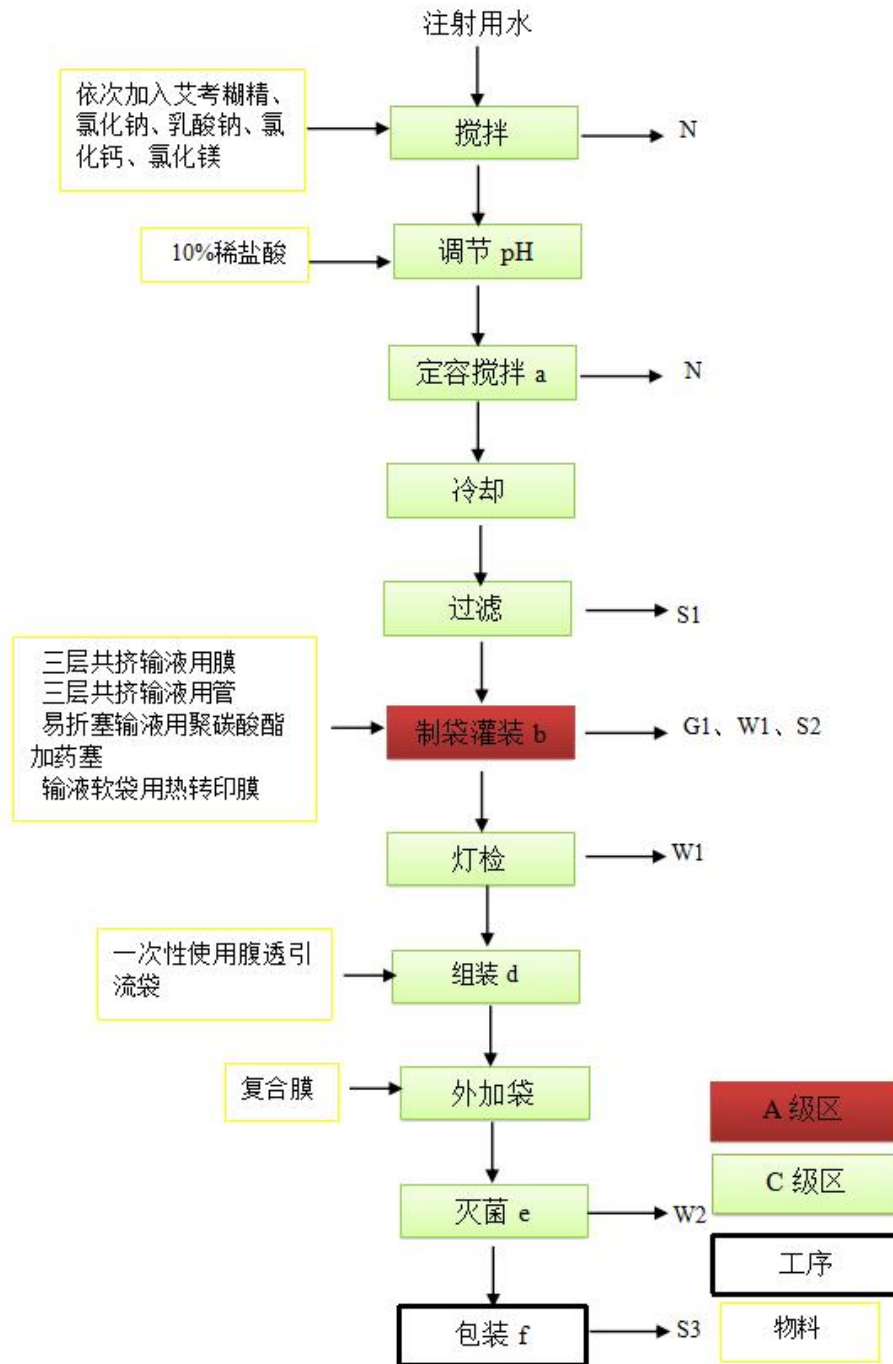 注射用水
依次加入艾考糊精、
氯化钠、乳酸钠、氯
化钙、氯化镁
搅拌
N
10%稀盐酸
调节 pH
定容搅拌 a
N
冷却
过滤
S1
三层共挤输液用膜
三层共挤输液用管
易折塞输液用聚碳酸酯
加药塞
输液软袋用热转印膜
制袋灌装 b
G1、W1、S2
灯检
W1
一次性使用腹透引
流袋
组装 d
复合膜
外加袋
A 级区
C 级区
灭菌 e
W2
工序
包装 f
S3
物料